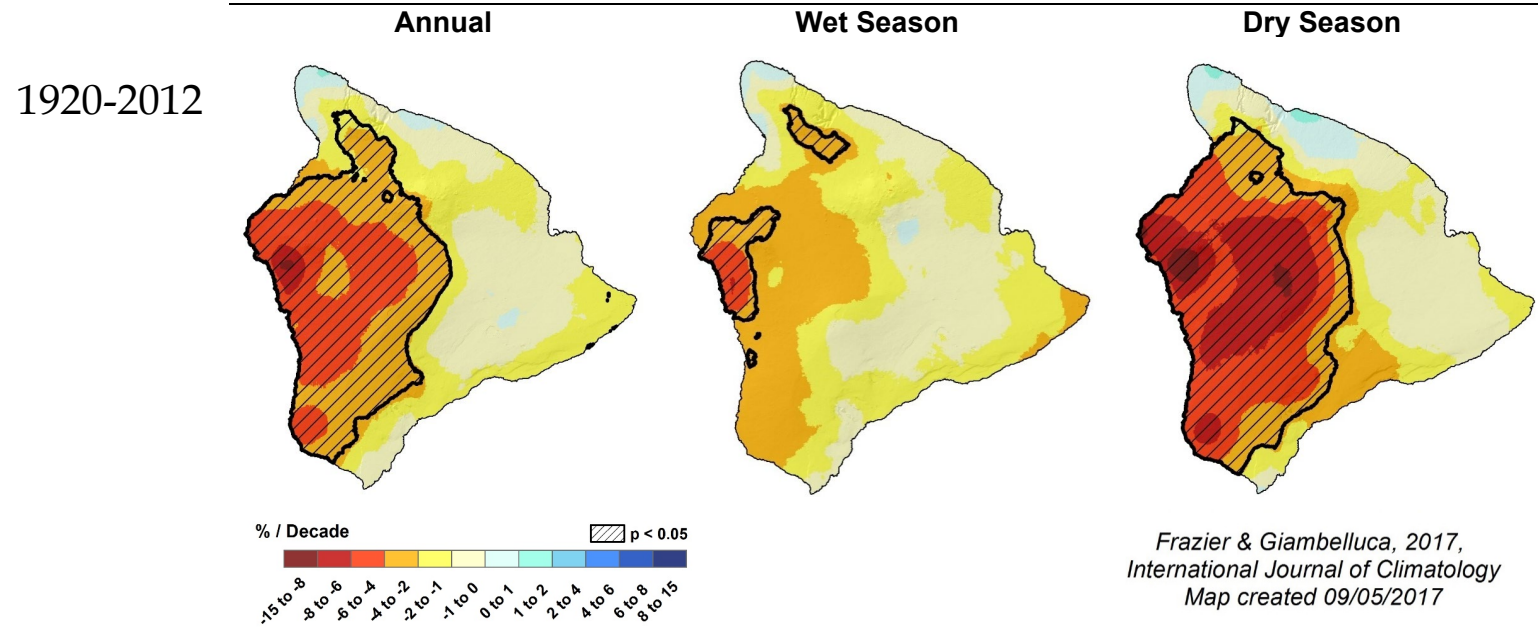 Annual Wet Season Dry Season
1920-2012
% / Decade p < 0.05
-15 to -8 -8 to -6 -6 to -4 -4 to -2 -2 to -1 -1 to 0 0 to 1 1 to 2 2 to 4 4 to 6 6 to 8 8 to 15
Frazier & Giambelluca, 2017,
International Journal of Climatology
Map created 09/05/2017